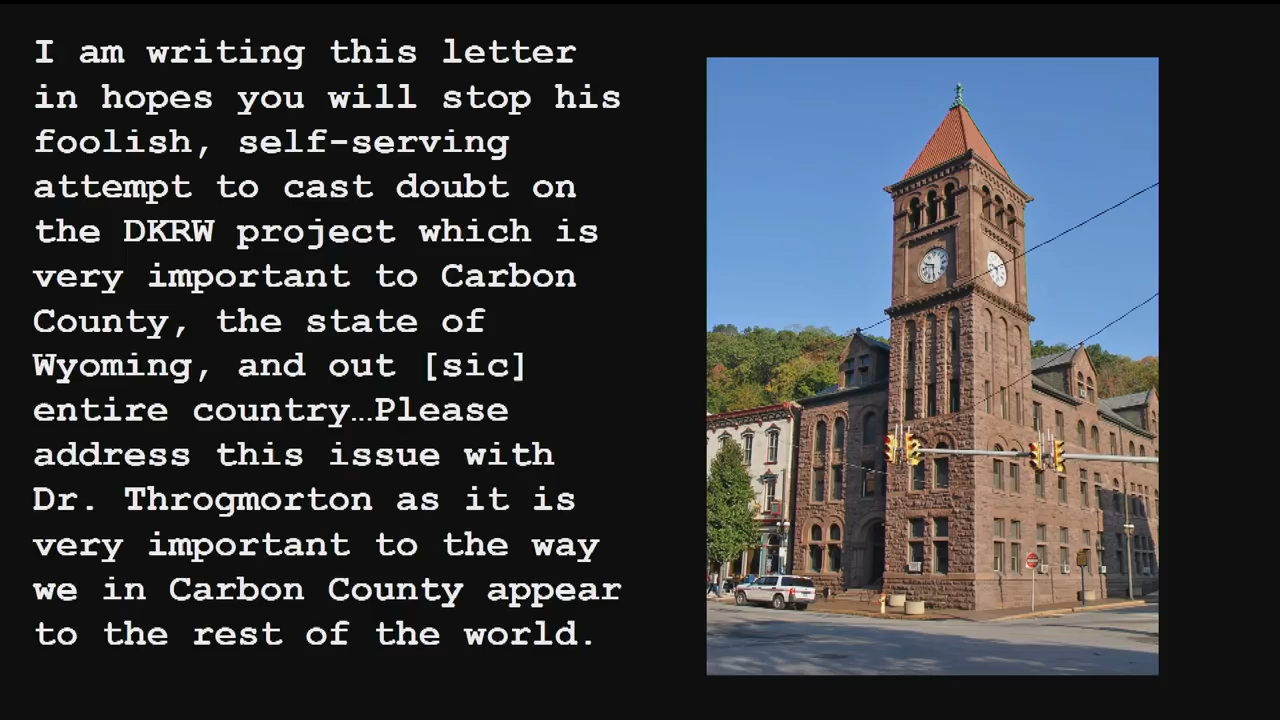 I am writing this letter
in hopes you will stop his
foolish, self-serving
attempt to cast doubt on
the DKRW project which is
very important to Carbon
County, the state of
Wyoming, and out [sic]
entire country…Please
address this issue with
Dr. Throgmorton as it is
very important to the way
we in Carbon County appear
to the rest of the world.